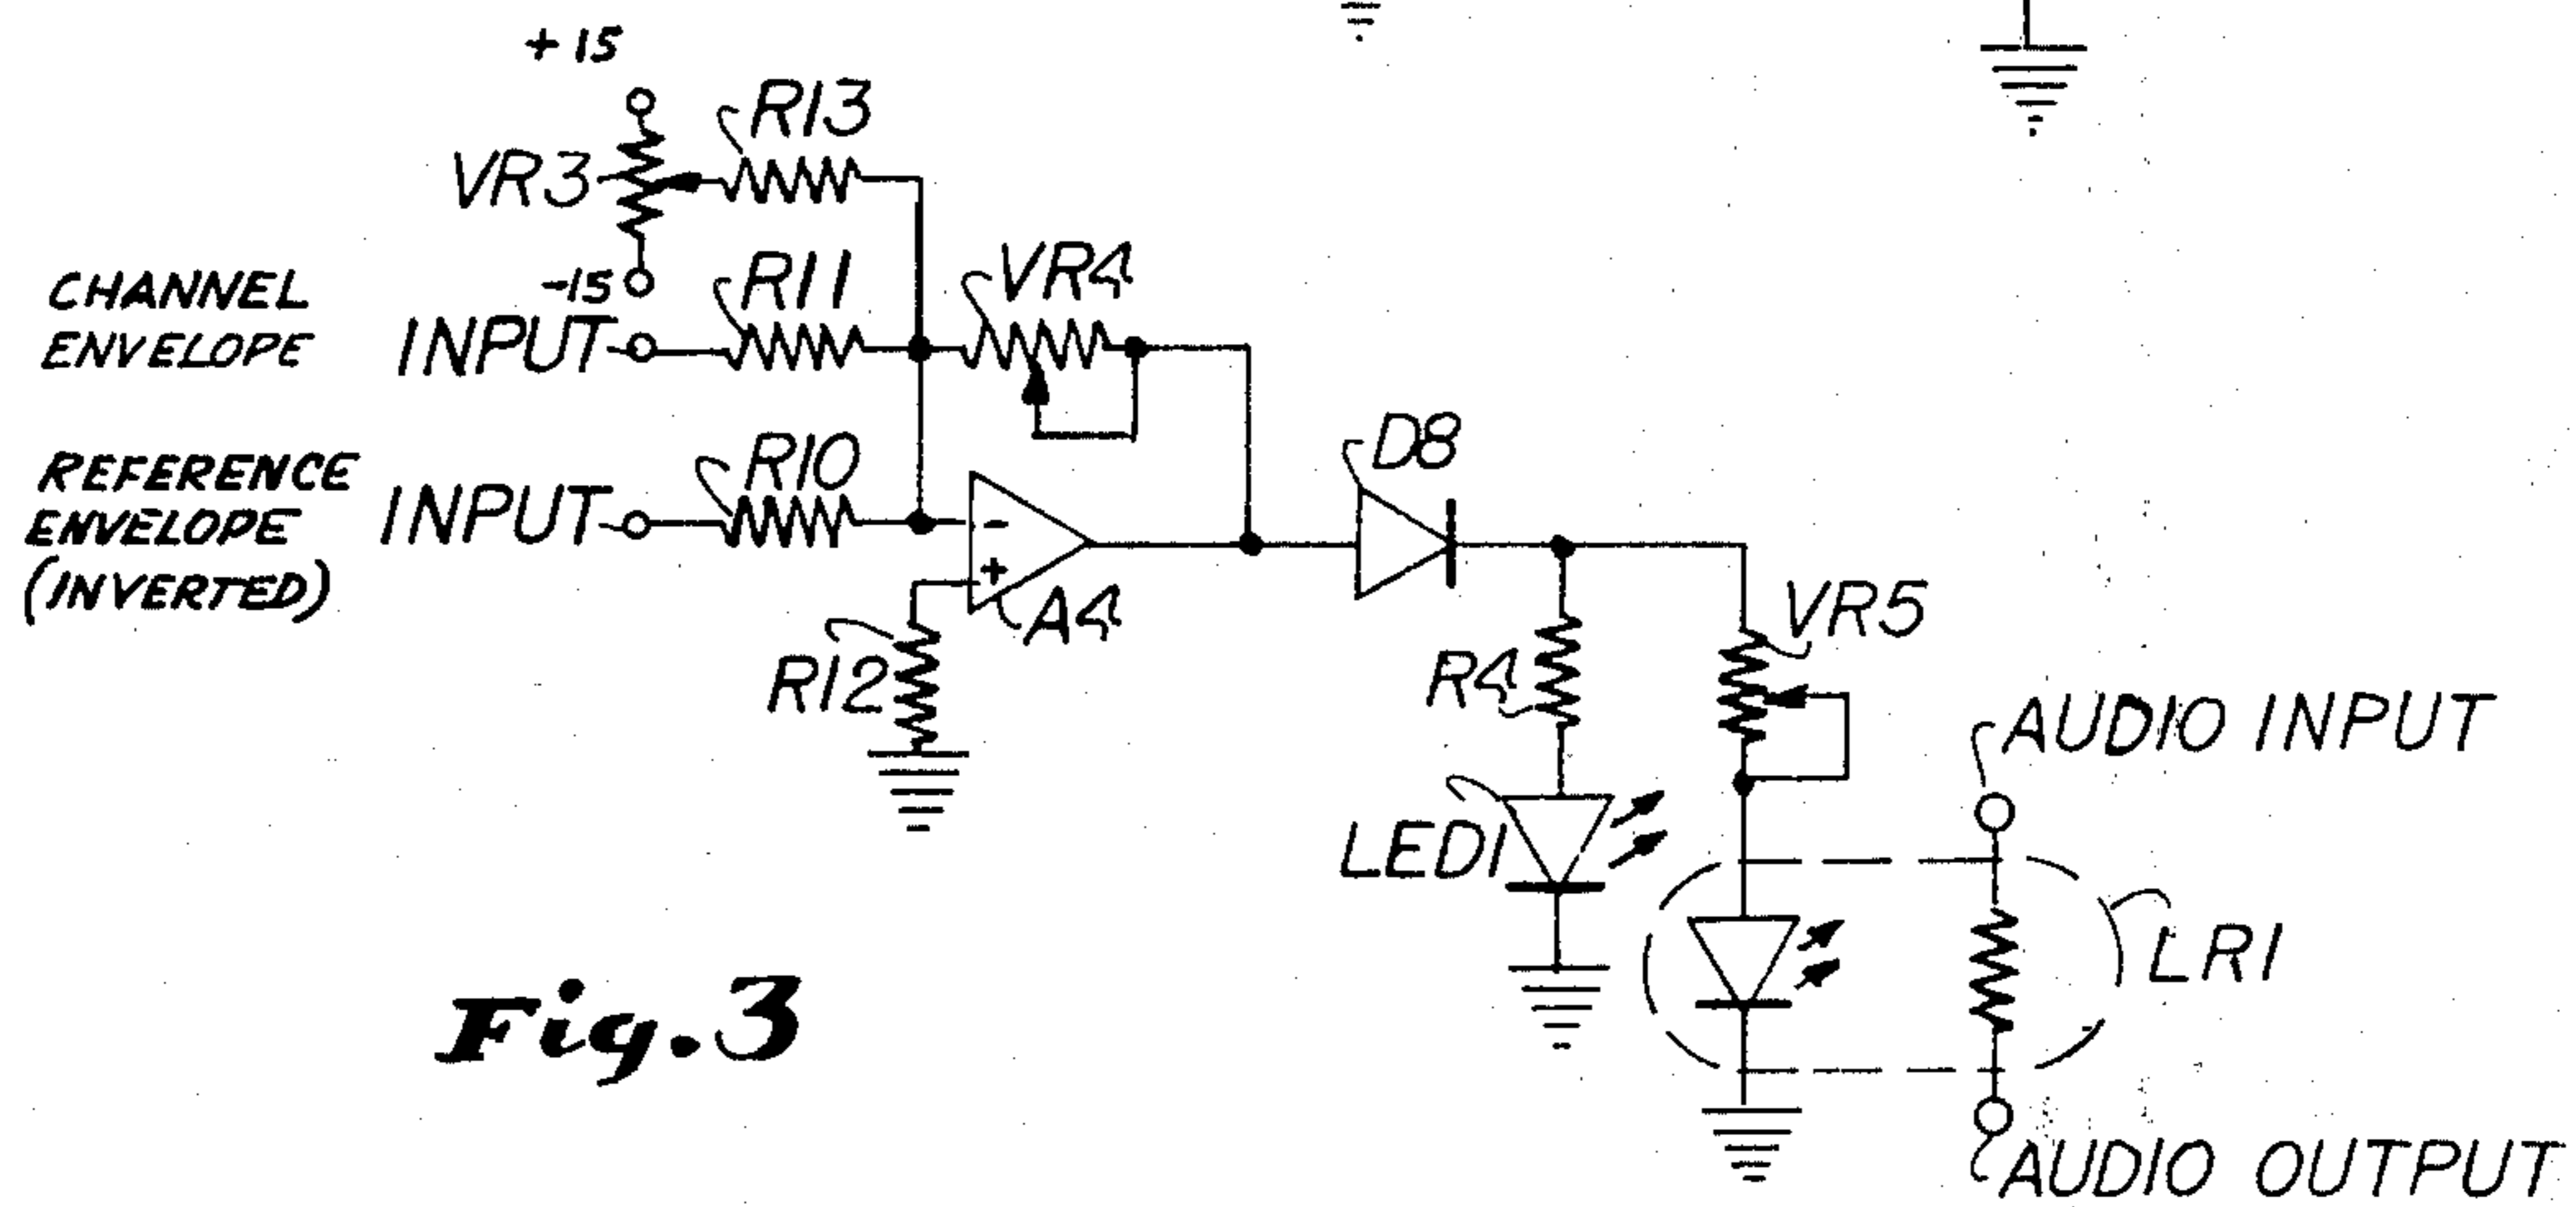 +15
R13
VR3
-15
R11
VR4
CHANNEL
ENVELOPE
INPUT
R10
D8
REFERENCE
ENVELOPE
(INVERTED)
INPUT
-
+
A4
R12
R4
VR5
AUDIO INPUT
LED1
LR1
Fig. 3
AUDIO OUTPUT